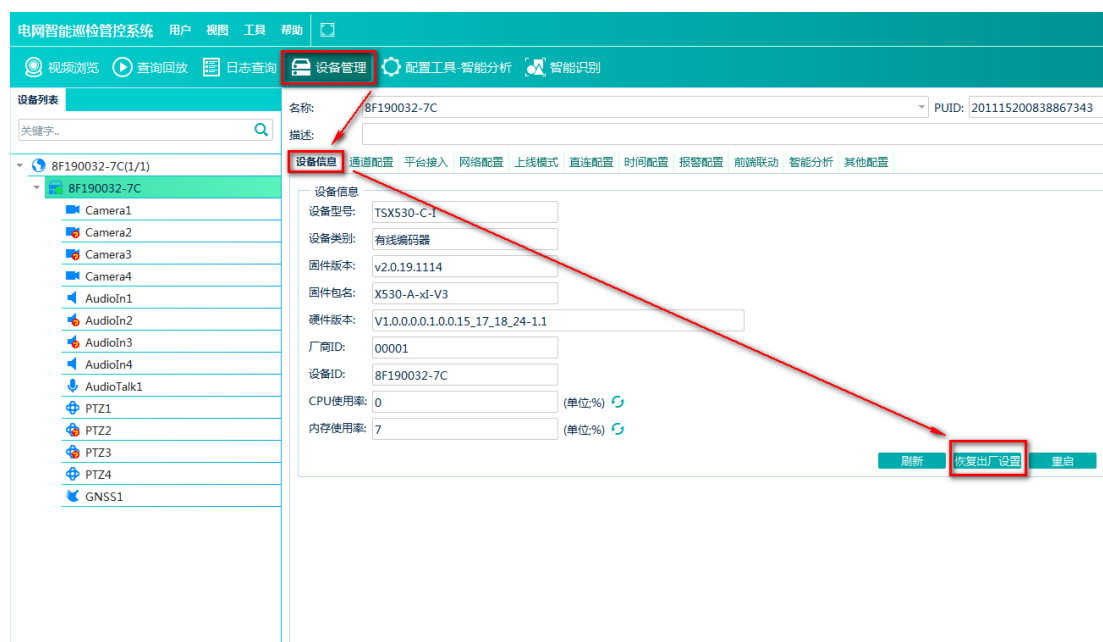 电网智能巡检管控系统 用户 视图 工具 帮助
视频浏览 查询回放 日志查询 设备管理 配置工具-智能分析 智能识别
设备列表
关键字..
8F190032-7C(1/1)
8F190032-7C
Camera1
Camera2
Camera3
Camera4
AudioIn1
AudioIn2
AudioIn3
AudioIn4
AudioTalk1
PTZ1
PTZ2
PTZ3
PTZ4
GNSS1
名称: 8F190032-7C PUID: 201115200838867343
描述:
设备信息 通道配置 平台接入 网络配置 上线模式 直连配置 时间配置 报警配置 前端联动 智能分析 其他配置
设备信息
设备型号: TSX530-C-I
设备类别: 有线编码器
固件版本: v2.0.19.1114
固件包名: X530-A-xI-V3
硬件版本: V1.0.0.0.0.1.0.0.15_17_18_24-1.1
厂商ID: 00001
设备ID: 8F190032-7C
CPU使用率: 0 (单位:%)
内存使用率: 7 (单位:%)
刷新 恢复出厂设置 重启